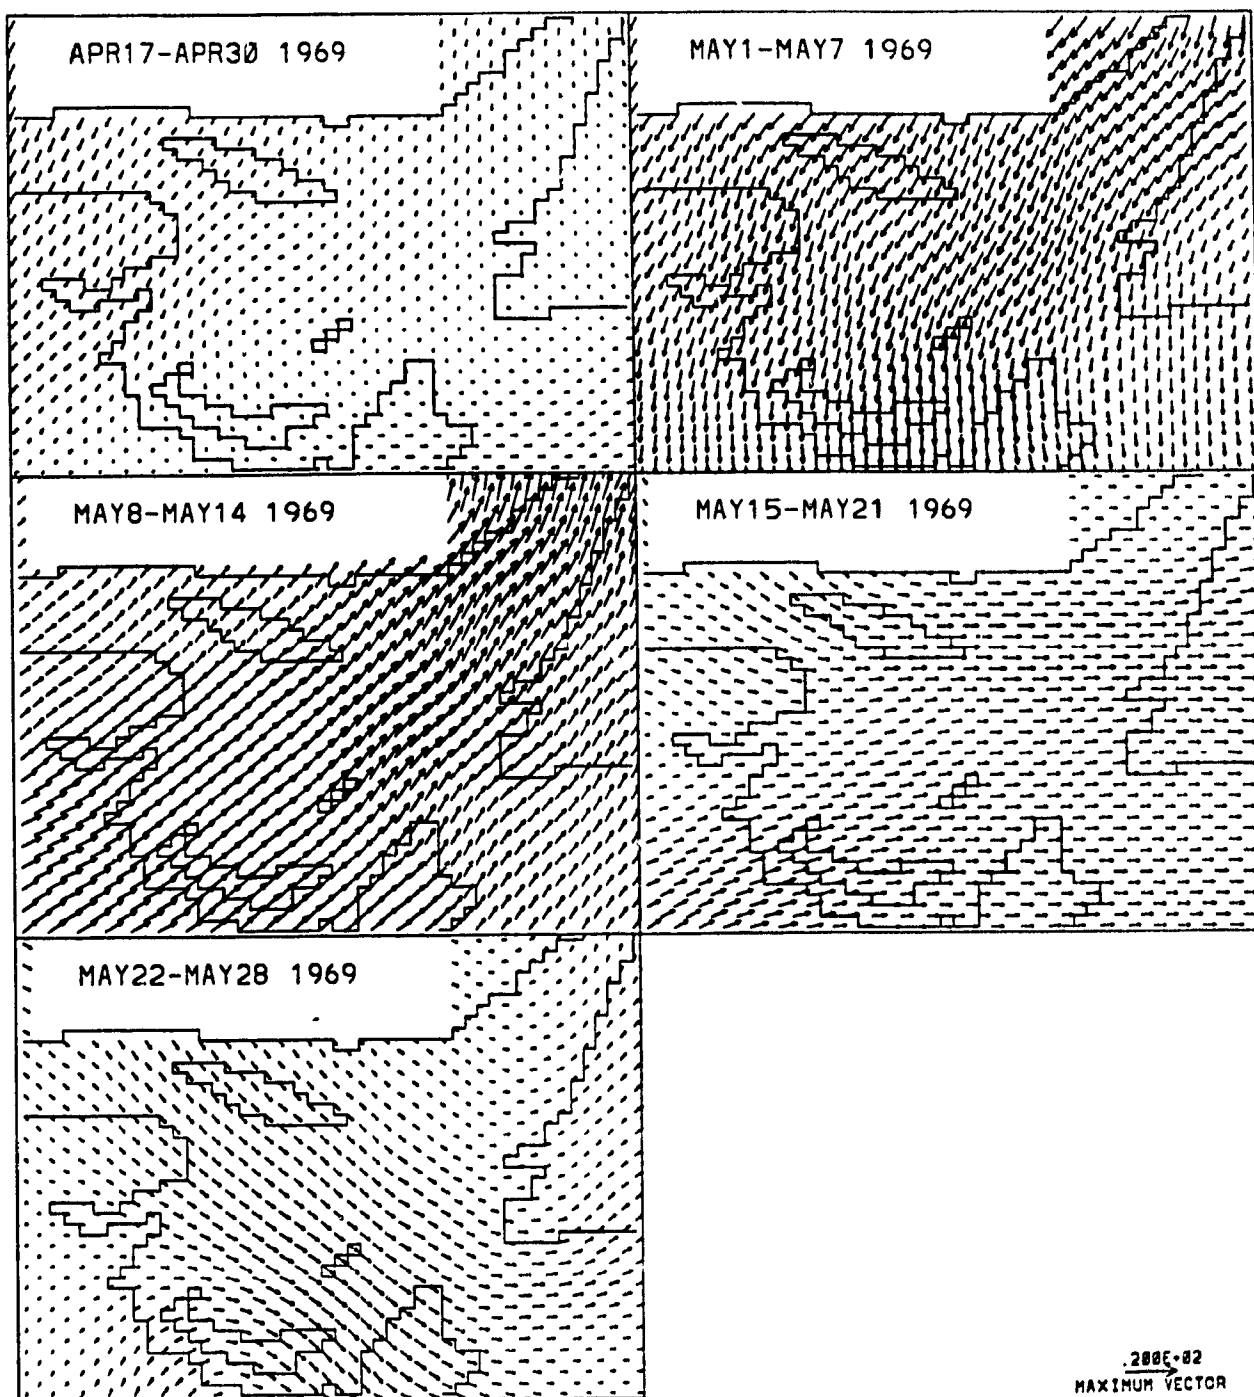 APR17-APR30 1969
MAY1-MAY7 1969
MAY8-MAY14 1969
MAY15-MAY21 1969
MAY22-MAY28 1969
.200E+02
MAXIMUM VECTOR